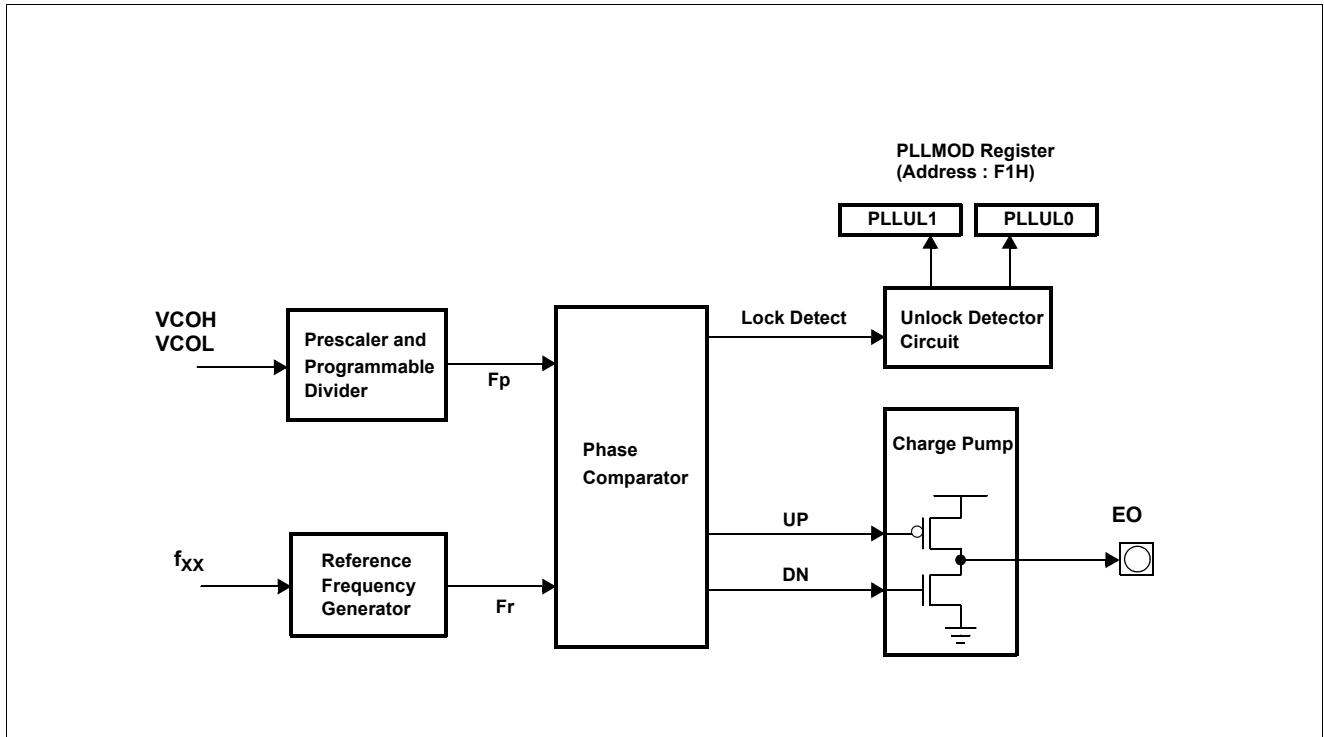 PLLMOD Register
(Address : F1H)
PLLUL1
PLLUL0
VCOH
VCOL
Prescaler and
Programmable
Divider
Fp
Lock Detect
Unlock Detector
Circuit
Phase
Comparator
Charge Pump
UP
DN
EO
fXX
Reference
Frequency
Generator
Fr